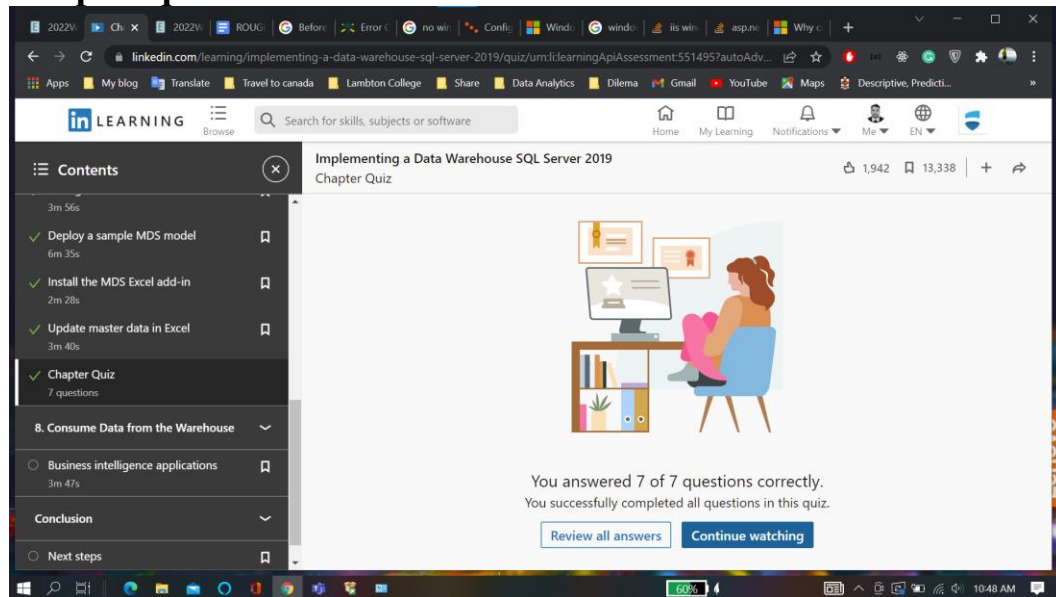 2022W
Ch
2022W
ROUG
Before
Error (
no win
Config
Windo
windo
iis win
asp.ne
Why c
linkedin.com/learning/implementing-a-data-warehouse-sql-server-2019/quiz/urn:li:learningApiAssessment:551495?autoAdv...
Apps
My blog
Translate
Travel to canada
Lambton College
Share
Data Analytics
Dilema
Gmail
YouTube
Maps
Descriptive, Predicti...
»
in LEARNING
Browse
Search for skills, subjects or software
Home
My Learning
Notifications
Me
EN
Contents
Implementing a Data Warehouse SQL Server 2019
Chapter Quiz
1,942
13,338
3m 56s
Deploy a sample MDS model
6m 35s
Install the MDS Excel add-in
2m 28s
Update master data in Excel
3m 40s
Chapter Quiz
7 questions
8. Consume Data from the Warehouse
Business intelligence applications
3m 47s
Conclusion
Next steps
You answered 7 of 7 questions correctly.
You successfully completed all questions in this quiz.
Review all answers
Continue watching
60%
10:48 AM